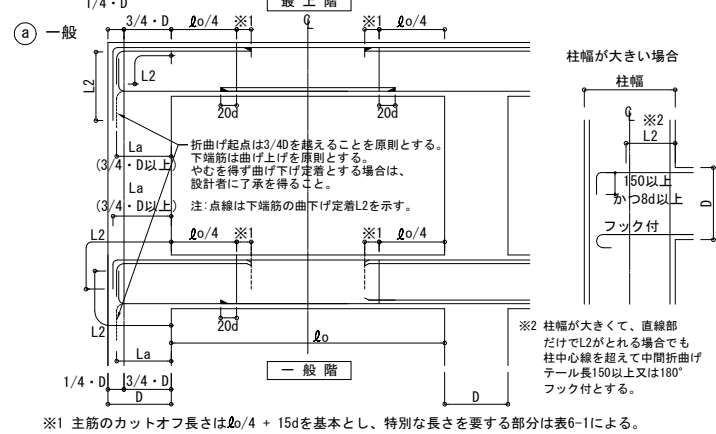 1/4・D
最 上 階
ⓐ 一般
3/4・D
ℓo/4
※1
℄
※1
ℓo/4
L2
L2
20d
20d
La
(3/4・D以上)
折曲げ起点は3/4Dを越えることを原則とする。
下端筋は曲げ上げを原則とする。
やむを得ず曲げ下げ定着とする場合は、
設計者に了承を得ること。
La
(3/4・D以上)
注:点線は下端筋の曲下げ定着L2を示す。
L2
ℓo/4
※1
※1
ℓo/4
L2
20d
ℓo
La
一 般 階
1/4・D
3/4・D
D
D
柱幅が大きい場合
柱幅
℄
※2
L2
150以上
かつ8d以上
D
フック付
※2 柱幅が大きくて、直線部
だけでL2がとれる場合でも
柱中心線を超えて中間折曲げ
テール長150以上又は180°
フック付とする。
※1 主筋のカットオフ長さはℓo/4 + 15dを基本とし、特別な長さを要する部分は表6-1による。